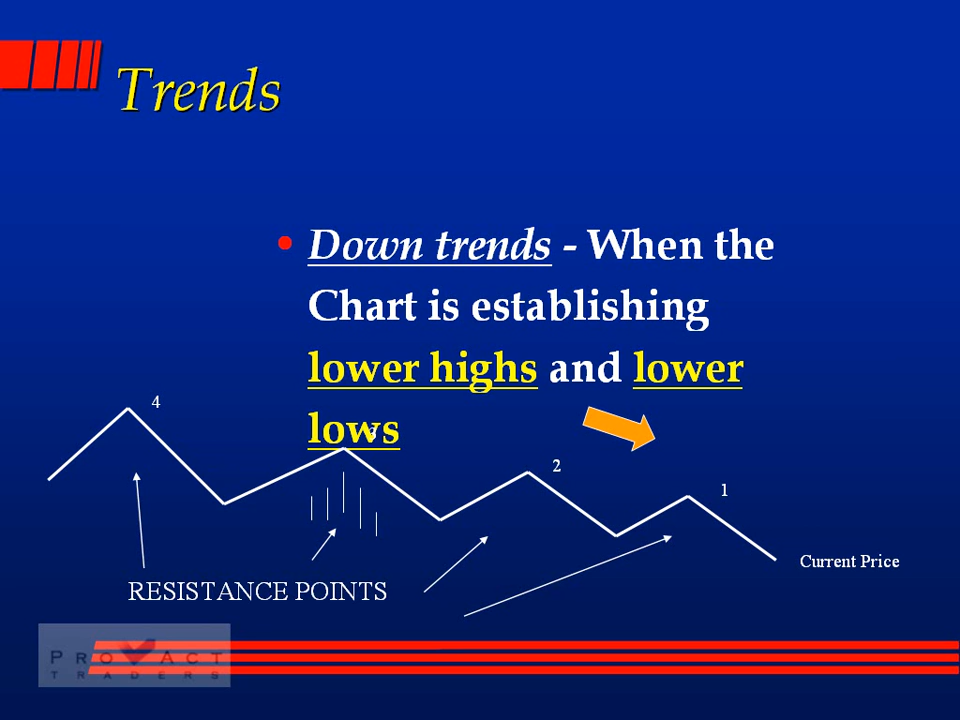 Trends
• Down trends - When the
Chart is establishing
lower highs and lower
lows
4
3
2
1
Current Price
RESISTANCE POINTS
PRO ACT
TRADERS